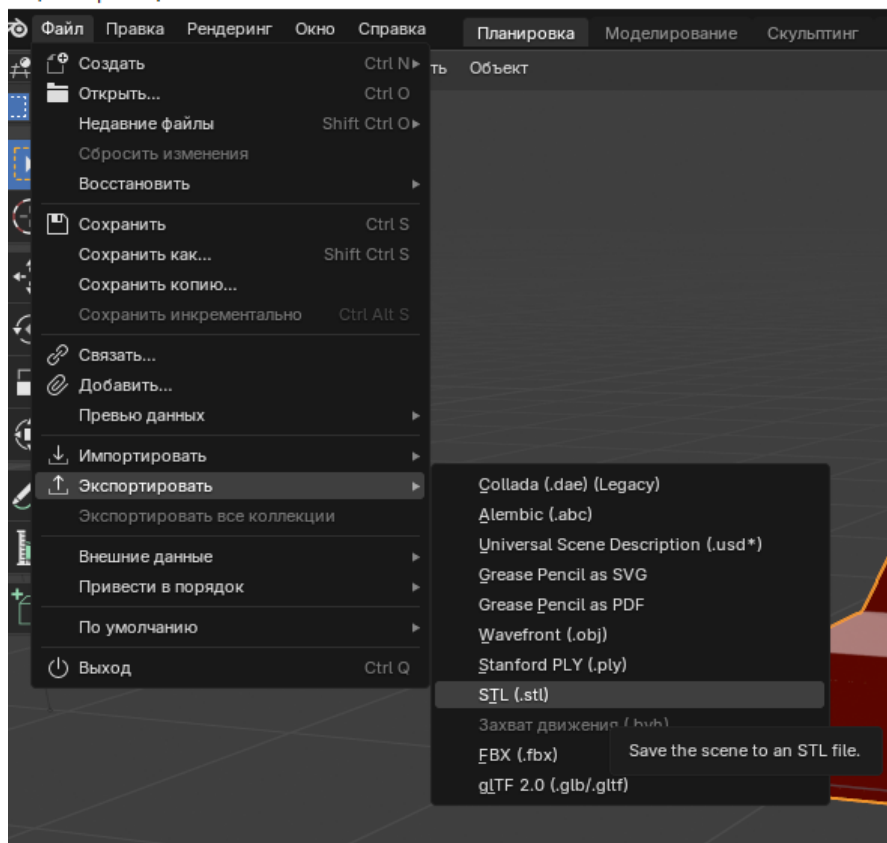 Файл Правка Рендеринг Окно Справка Планировка Моделирование Скульптинг
Создать Ctrl N
ть Объект
Открыть... Ctrl O
Недавние файлы Shift Ctrl O
Сбросить изменения
Восстановить
Сохранить Ctrl S
Сохранить как... Shift Ctrl S
Сохранить копию...
Сохранить инкрементально Ctrl Alt S
Связать...
Добавить...
Превью данных
Импортировать
Экспортировать
Экспортировать все коллекции
Внешние данные
Привести в порядок
По умолчанию
Выход Ctrl Q
Collada (.dae) (Legacy)
Alembic (.abc)
Universal Scene Description (.usd*)
Grease Pencil as SVG
Grease Pencil as PDF
Wavefront (.obj)
Stanford PLY (.ply)
STL (.stl)
Захват движения (.bvh)
FBX (.fbx)
Save the scene to an STL file.
glTF 2.0 (.glb/.gltf)